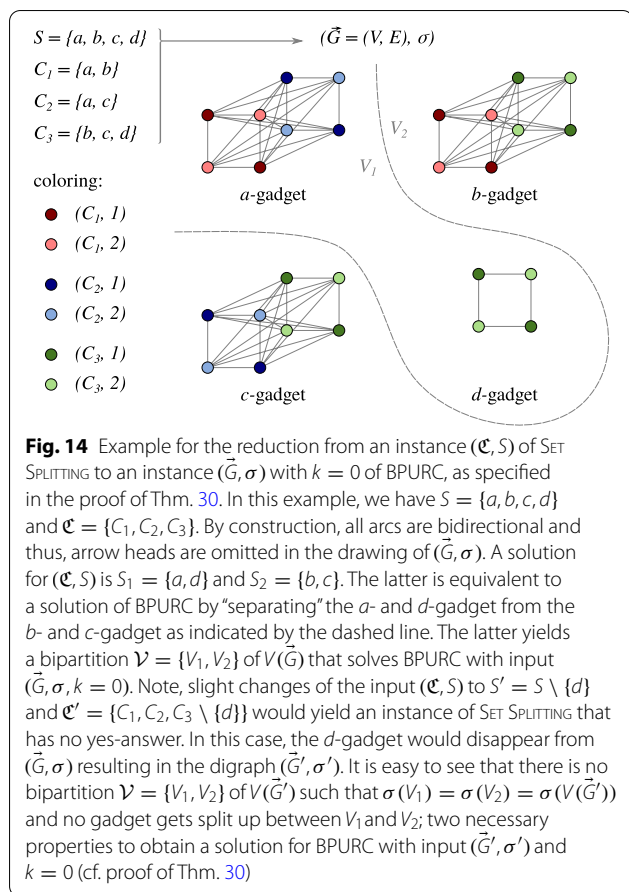 S = {a, b, c, d}
(G⃗ = (V, E), σ)
C₁ = {a, b}
C₂ = {a, c}
C₃ = {b, c, d}
V₂
V₁
a-gadget
b-gadget
coloring:
(C₁, 1)
(C₁, 2)
(C₂, 1)
(C₂, 2)
(C₃, 1)
(C₃, 2)
c-gadget
d-gadget
Fig. 14 Example for the reduction from an instance (ℭ, S) of SET
SPLITTING to an instance (G⃗, σ) with k = 0 of BPURC, as specified
in the proof of Thm. 30. In this example, we have S = {a, b, c, d}
and ℭ = {C₁, C₂, C₃}. By construction, all arcs are bidirectional and
thus, arrow heads are omitted in the drawing of (G⃗, σ). A solution
for (ℭ, S) is S₁ = {a, d} and S₂ = {b, c}. The latter is equivalent to
a solution of BPURC by “separating” the a- and d-gadget from the
b- and c-gadget as indicated by the dashed line. The latter yields
a bipartition 𝒱 = {V₁, V₂} of V(G⃗) that solves BPURC with input
(G⃗, σ, k = 0). Note, slight changes of the input (ℭ, S) to S′ = S \ {d}
and ℭ′ = {C₁, C₂, C₃ \ {d}} would yield an instance of SET SPLITTING that
has no yes-answer. In this case, the d-gadget would disappear from
(G⃗, σ) resulting in the digraph (G⃗′, σ′). It is easy to see that there is no
bipartition 𝒱 = {V₁, V₂} of V(G⃗′) such that σ(V₁) = σ(V₂) = σ(V(G⃗′))
and no gadget gets split up between V₁ and V₂; two necessary
properties to obtain a solution for BPURC with input (G⃗′, σ′) and
k = 0 (cf. proof of Thm. 30)